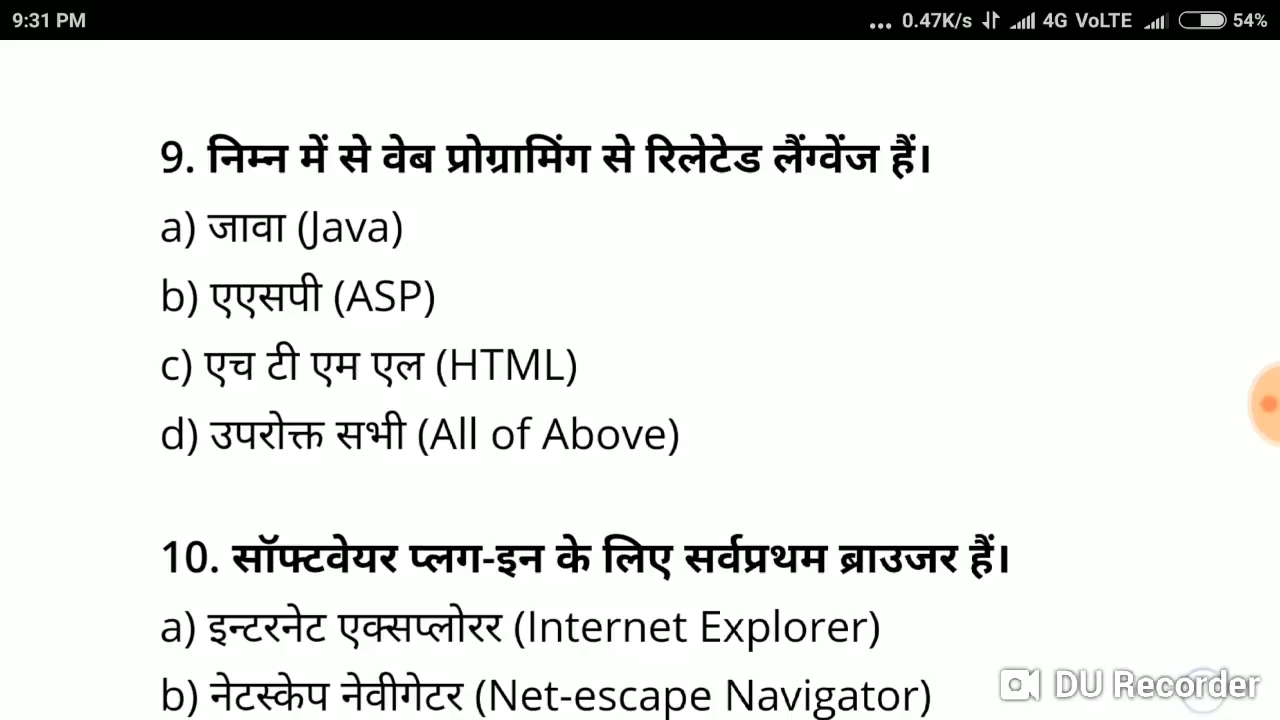 9:31 PM
... 0.47K/s 4G VoLTE 54%
9. निम्न में से वेब प्रोग्रामिंग से रिलेटेड लैंग्वेंज हैं।
a) जावा (Java)
b) एएसपी (ASP)
c) एच टी एम एल (HTML)
d) उपरोक्त सभी (All of Above)
10. सॉफ्टवेयर प्लग-इन के लिए सर्वप्रथम ब्राउजर हैं।
a) इन्टरनेट एक्सप्लोरर (Internet Explorer)
b) नेटस्केप नेवीगेटर (Net-escape Navigator)
DU Recorder